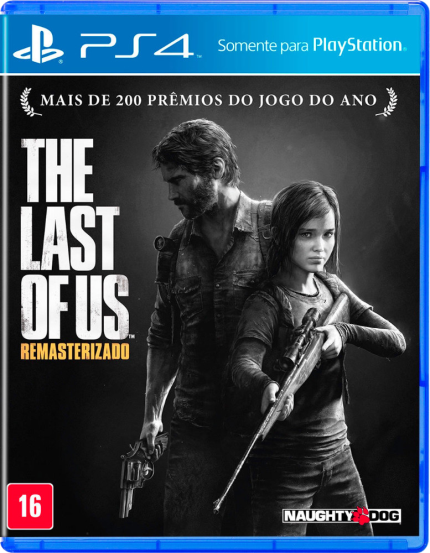 PS4 Somente para PlayStation®
MAIS DE 200 PRÊMIOS DO JOGO DO ANO
THE
LAST
OF US™
REMASTERIZADO
16
NAUGHTY DOG